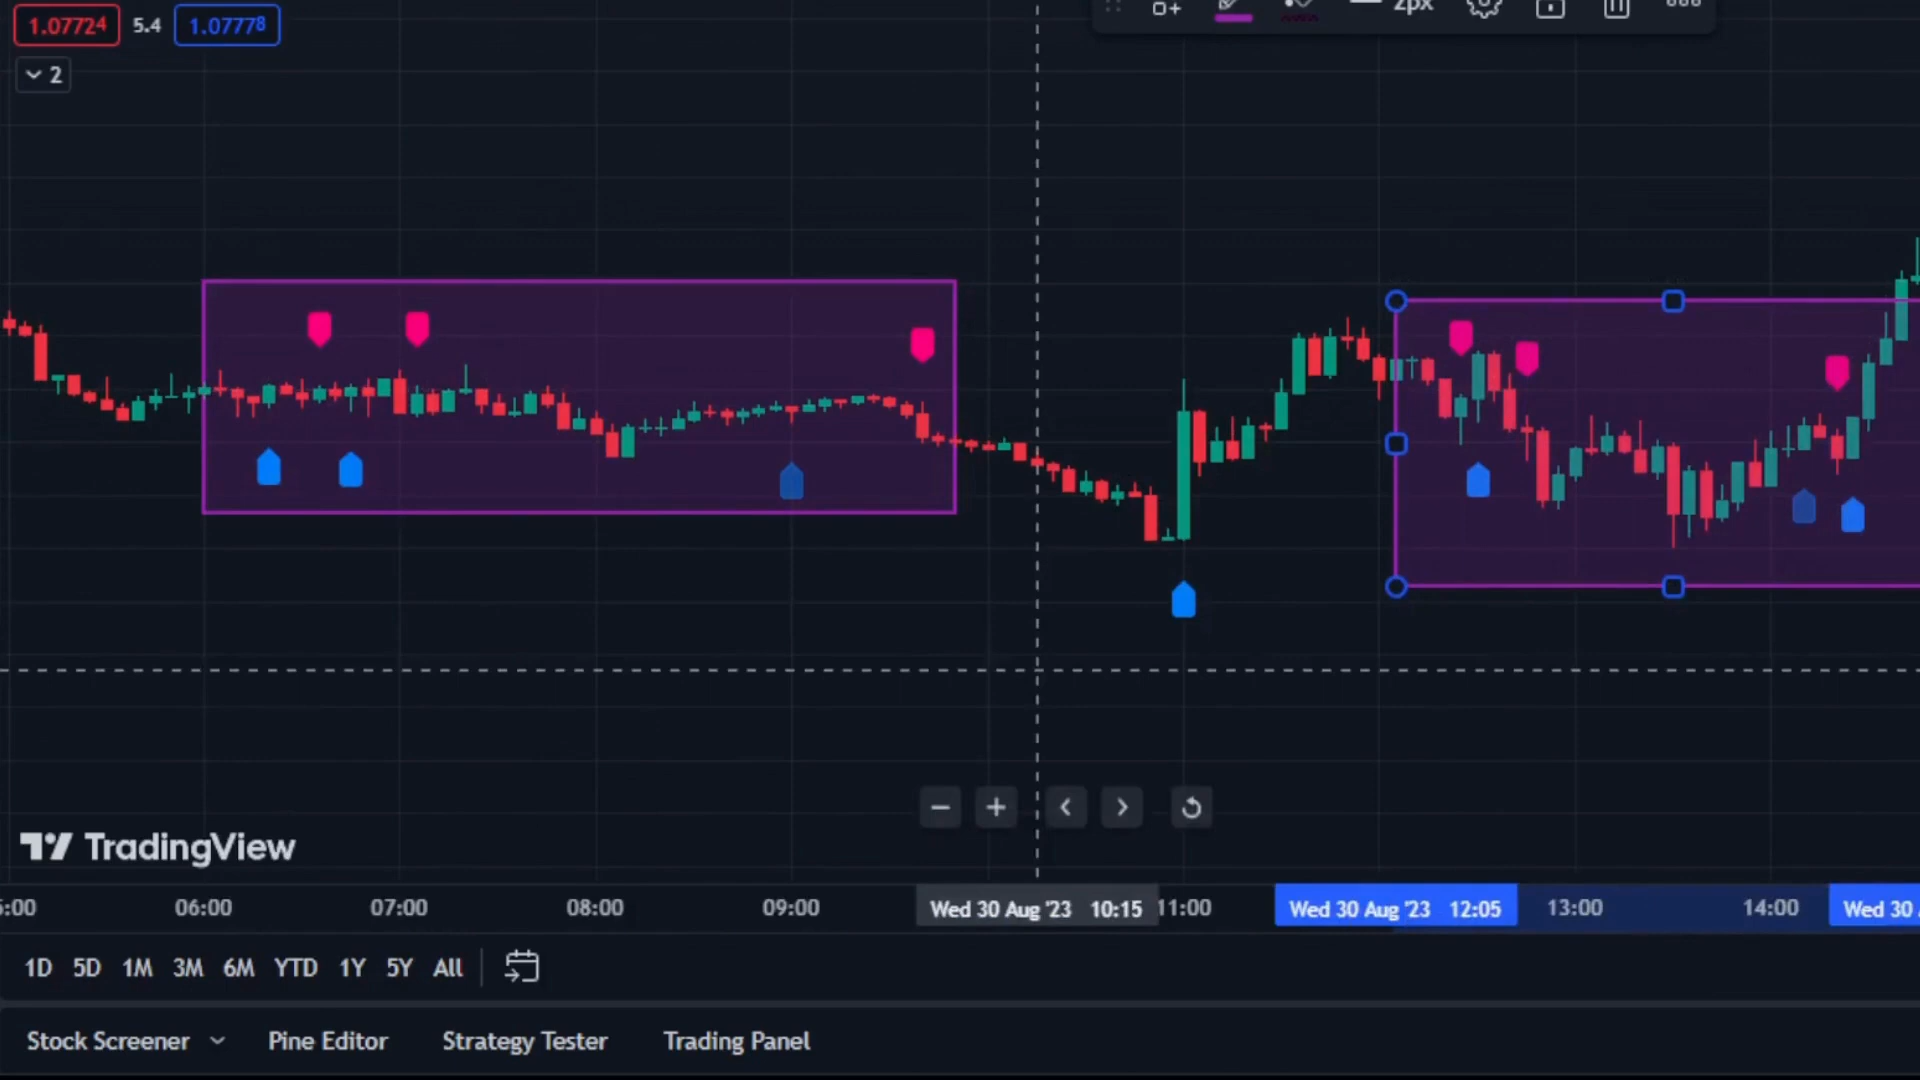 1.07724 5.4 1.07778
2px
2
TradingView
06:00 07:00 08:00 09:00 Wed 30 Aug '23 10:15 11:00 Wed 30 Aug '23 12:05 13:00 14:00 Wed 30
1D 5D 1M 3M 6M YTD 1Y 5Y All
Stock Screener Pine Editor Strategy Tester Trading Panel